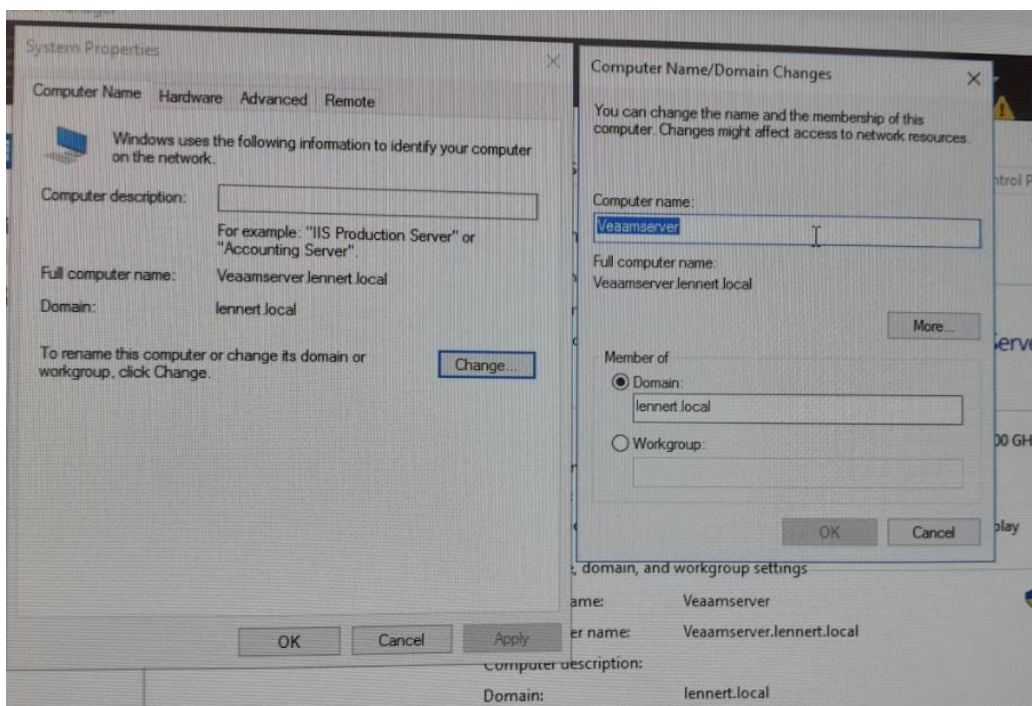 System Properties
Computer Name Hardware Advanced Remote
Windows uses the following information to identify your computer
on the network.
Computer description:
For example: "IIS Production Server" or
"Accounting Server".
Full computer name: Veaamserver.lennert.local
Domain: lennert.local
To rename this computer or change its domain or
workgroup, click Change.
Change...
OK Cancel Apply
Computer Name/Domain Changes
You can change the name and the membership of this
computer. Changes might affect access to network resources.
Computer name:
Veaamserver
Full computer name:
Veaamserver.lennert.local
More...
Member of
Domain:
lennert.local
Workgroup:
OK Cancel
, domain, and workgroup settings
ame: Veaamserver
er name: Veaamserver.lennert.local
Computer description:
Domain: lennert.local